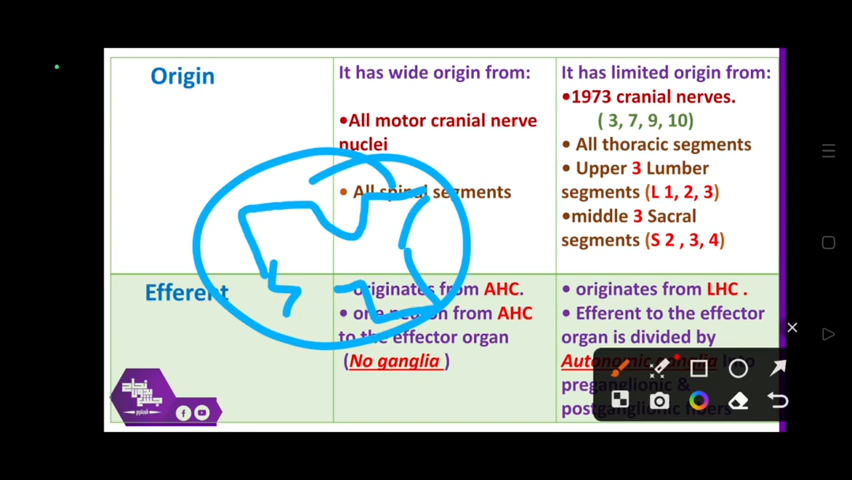 Origin
It has wide origin from:
•All motor cranial nerve
nuclei
• All spinal segments
It has limited origin from:
•1973 cranial nerves.
( 3, 7, 9, 10)
• All thoracic segments
• Upper 3 Lumber
segments (L 1, 2, 3)
•middle 3 Sacral
segments (S 2 , 3, 4)
Efferent
originates from AHC.
• one neuron from AHC
to the effector organ
(No ganglia )
• originates from LHC .
• Efferent to the effector
organ is divided by
Autonomic ganglia into
preganglionic &
postganglionic fibers